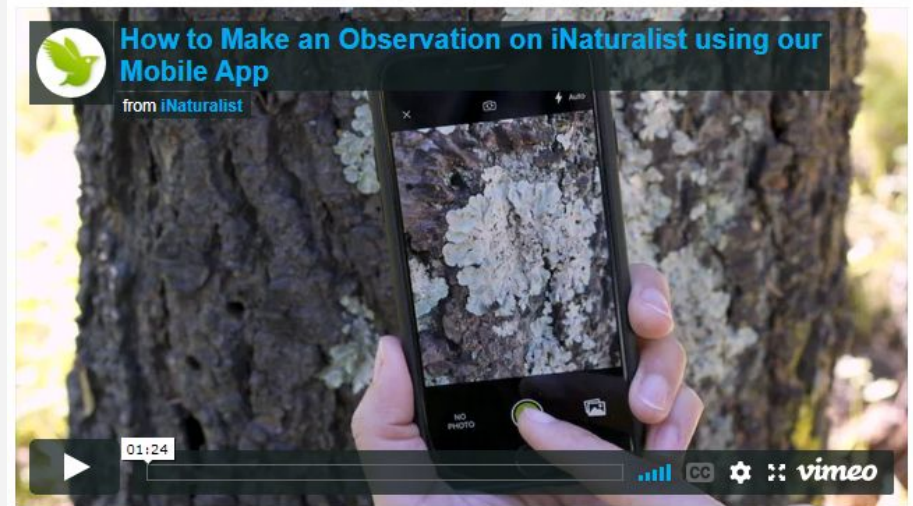 How to Make an Observation on iNaturalist using our
Mobile App
from iNaturalist
Auto
NO
PHOTO
01:24
CC
vimeo